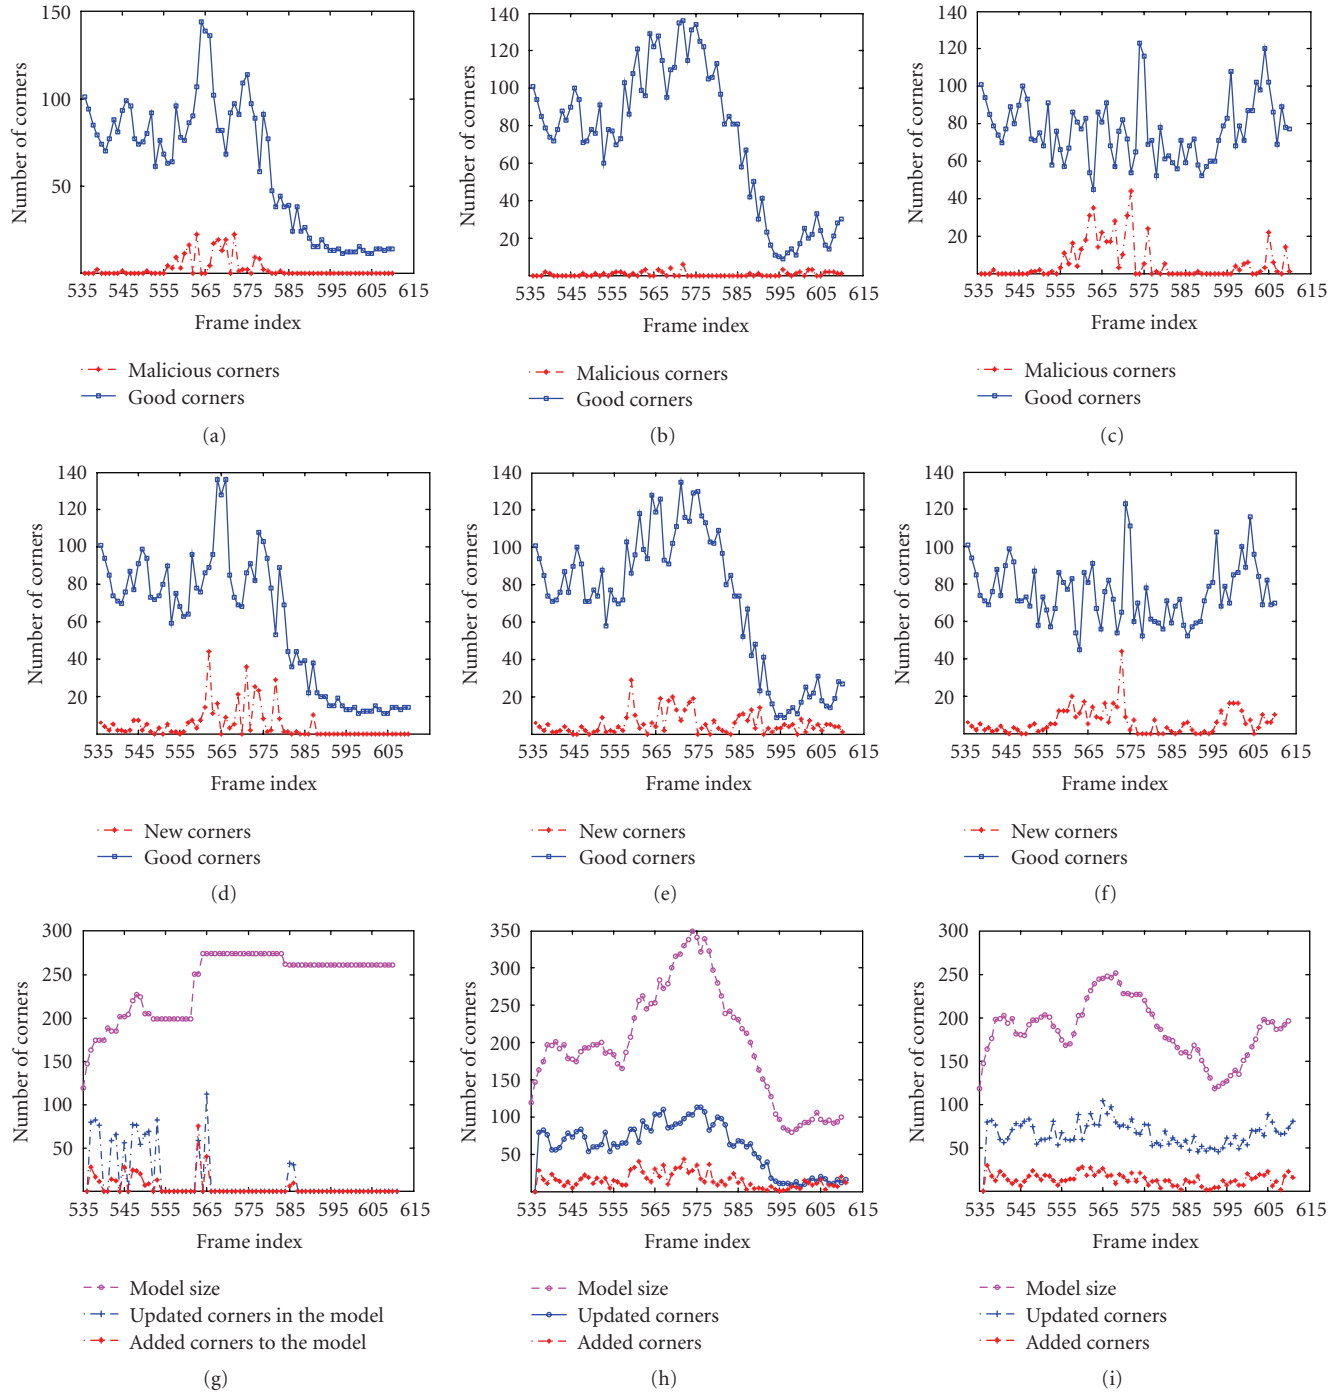 150
100
50
Number of corners
535 545 555 565 575 585 595 605 615
Frame index
Malicious corners
Good corners
(a)
140
120
100
80
60
40
20
Number of corners
535 545 555 565 575 585 595 605 615
Frame index
Malicious corners
Good corners
(b)
140
120
100
80
60
40
20
Number of corners
535 545 555 565 575 585 595 605 615
Frame index
Malicious corners
Good corners
(c)
140
120
100
80
60
40
20
Number of corners
535 545 555 565 575 585 595 605 615
Frame index
New corners
Good corners
(d)
140
120
100
80
60
40
20
Number of corners
535 545 555 565 575 585 595 605 615
Frame index
New corners
Good corners
(e)
140
120
100
80
60
40
20
Number of corners
535 545 555 565 575 585 595 605 615
Frame index
New corners
Good corners
(f)
300
250
200
150
100
50
Number of corners
535 545 555 565 575 585 595 605 615
Frame index
Model size
Updated corners in the model
Added corners to the model
(g)
350
300
250
200
150
100
50
Number of corners
535 545 555 565 575 585 595 605 615
Frame index
Model size
Updated corners
Added corners
(h)
300
250
200
150
100
50
Number of corners
535 545 555 565 575 585 595 605 615
Frame index
Model size
Updated corners
Added corners
(i)